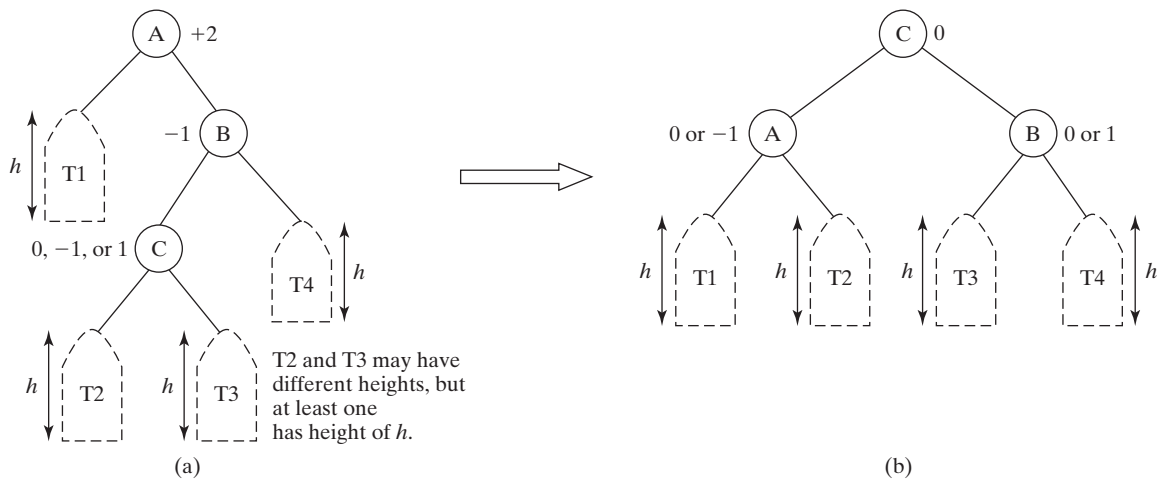 A +2
C 0
−1 B
0 or −1 A
B 0 or 1
h
T1
0, −1, or 1 C
T4
h
h
T1
h
T2
h
T3
T4
h
h
T2
h
T3
T2 and T3 may have
different heights, but
at least one
has height of h.
(a)
(b)